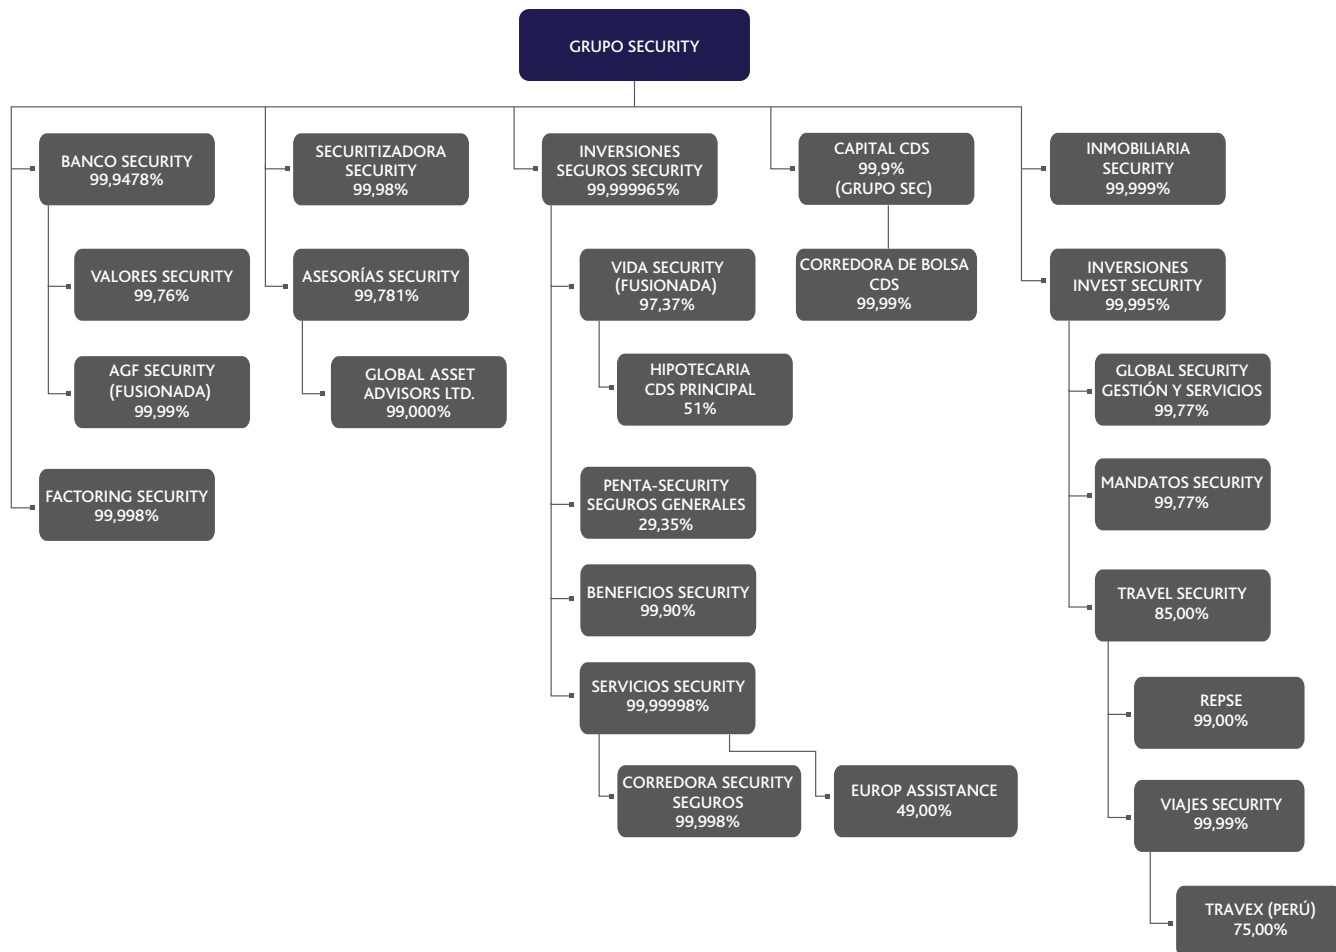 GRUPO SECURITY
BANCO SECURITY
99,9478%
SECURITIZADORA
SECURITY
99,98%
INVERSIONES
SEGUROS SECURITY
99,999965%
CAPITAL CDS
99,9%
(GRUPO SEC)
INMOBILIARIA
SECURITY
99,999%
VALORES SECURITY
99,76%
ASESORÍAS SECURITY
99,781%
VIDA SECURITY
(FUSIONADA)
97,37%
CORREDORA DE BOLSA
CDS
99,99%
INVERSIONES
INVEST SECURITY
99,995%
AGF SECURITY
(FUSIONADA)
99,99%
GLOBAL ASSET
ADVISORS LTD.
99,000%
HIPOTECARIA
CDS PRINCIPAL
51%
GLOBAL SECURITY
GESTIÓN Y SERVICIOS
99,77%
FACTORING SECURITY
99,998%
PENTA-SECURITY
SEGUROS GENERALES
29,35%
MANDATOS SECURITY
99,77%
BENEFICIOS SECURITY
99,90%
TRAVEL SECURITY
85,00%
SERVICIOS SECURITY
99,99998%
REPSE
99,00%
CORREDORA SECURITY
SEGUROS
99,998%
EUROP ASSISTANCE
49,00%
VIAJES SECURITY
99,99%
TRAVEX (PERÚ)
75,00%